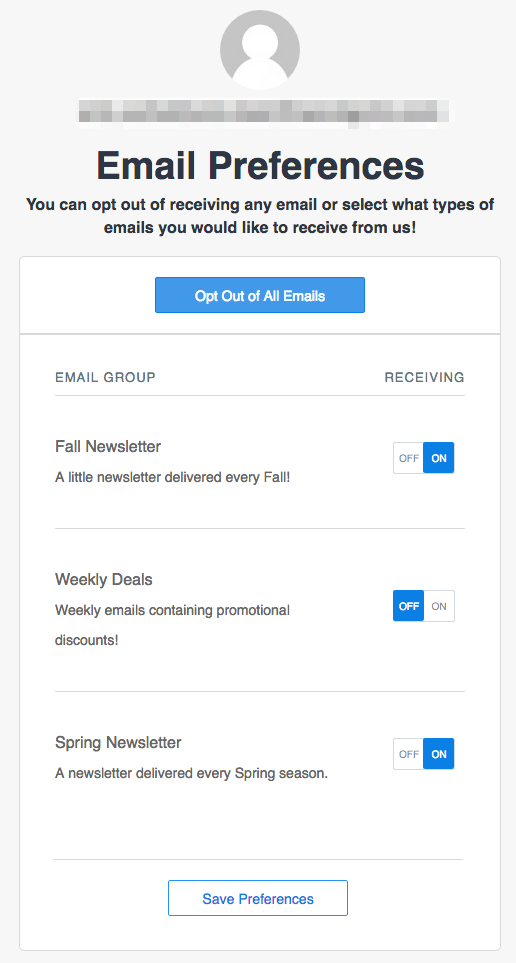 Email Preferences
You can opt out of receiving any email or select what types of
emails you would like to receive from us!
Opt Out of All Emails
EMAIL GROUP RECEIVING
Fall Newsletter
OFF ON
A little newsletter delivered every Fall!
Weekly Deals
Weekly emails containing promotional
OFF ON
discounts!
Spring Newsletter
OFF ON
A newsletter delivered every Spring season.
Save Preferences